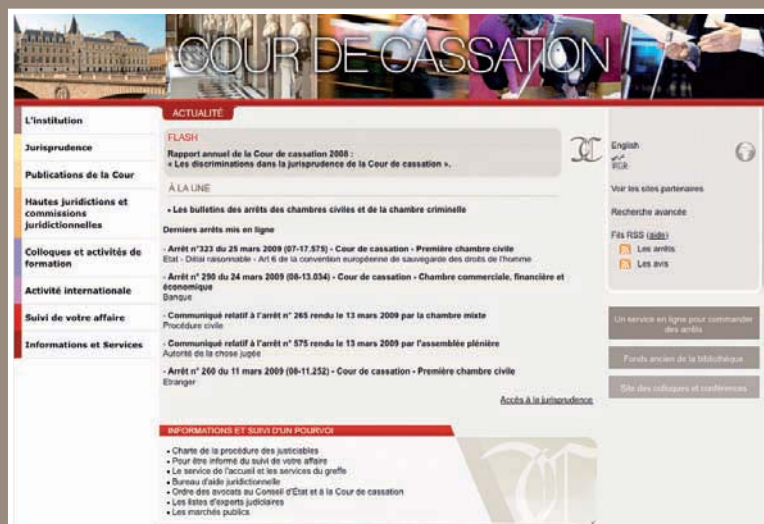 COUR DE CASSATION
L'institution
Jurisprudence
Publications de la Cour
Hautes juridictions et
commissions
juridictionnelles
Colloques et activités de
formation
Activité internationale
Suivi de votre affaire
Informations et Services
ACTUALITÉ
FLASH
Rapport annuel de la Cour de cassation 2008 :
« Les discriminations dans la jurisprudence de la Cour de cassation ».
À LA UNE
• Les bulletins des arrêts des chambres civiles et de la chambre criminelle
Derniers arrêts mis en ligne
- Arrêt n°323 du 25 mars 2009 (07-17.575) - Cour de cassation - Première chambre civile
Etat - Délai raisonnable - Art 6 de la convention européenne de sauvegarde des droits de l'homme
- Arrêt n° 290 du 24 mars 2009 (08-13.034) - Cour de cassation - Chambre commerciale, financière et
économique
Banque
- Communiqué relatif à l'arrêt n° 265 rendu le 13 mars 2009 par la chambre mixte
Procédure civile
- Communiqué relatif à l'arrêt n° 575 rendu le 13 mars 2009 par l'assemblée plénière
Autorité de la chose jugée
- Arrêt n° 260 du 11 mars 2009 (08-11.252) - Cour de cassation - Première chambre civile
Etranger
Accès à la jurisprudence
INFORMATIONS ET SUIVI D'UN POURVOI
• Charte de la procédure des justiciables
• Pour être informé du suivi de votre affaire
• Le service de l'accueil et les services du greffe
• Bureau d'aide juridictionnelle
• Ordre des avocats au Conseil d'État et à la Cour de cassation
• Les listes d'experts judiciaires
• Les marchés publics
English
Voir les sites partenaires
Recherche avancée
Fils RSS (aide)
Les arrêts
Les avis
Un service en ligne pour commander
des arrêts
Fonds ancien de la bibliothèque
Site des colloques et conférences